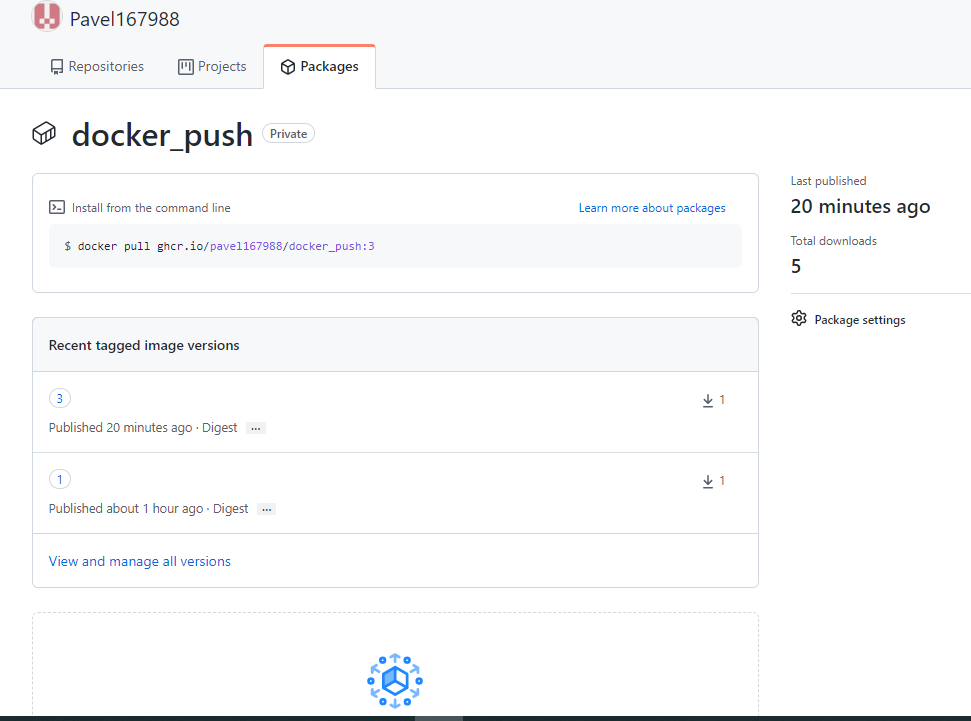 Pavel167988
Repositories
Projects
Packages
docker_push
Private
Install from the command line
Learn more about packages
$ docker pull ghcr.io/pavel167988/docker_push:3
Recent tagged image versions
3
1
Published 20 minutes ago · Digest ...
1
1
Published about 1 hour ago · Digest ...
View and manage all versions
Last published
20 minutes ago
Total downloads
5
Package settings